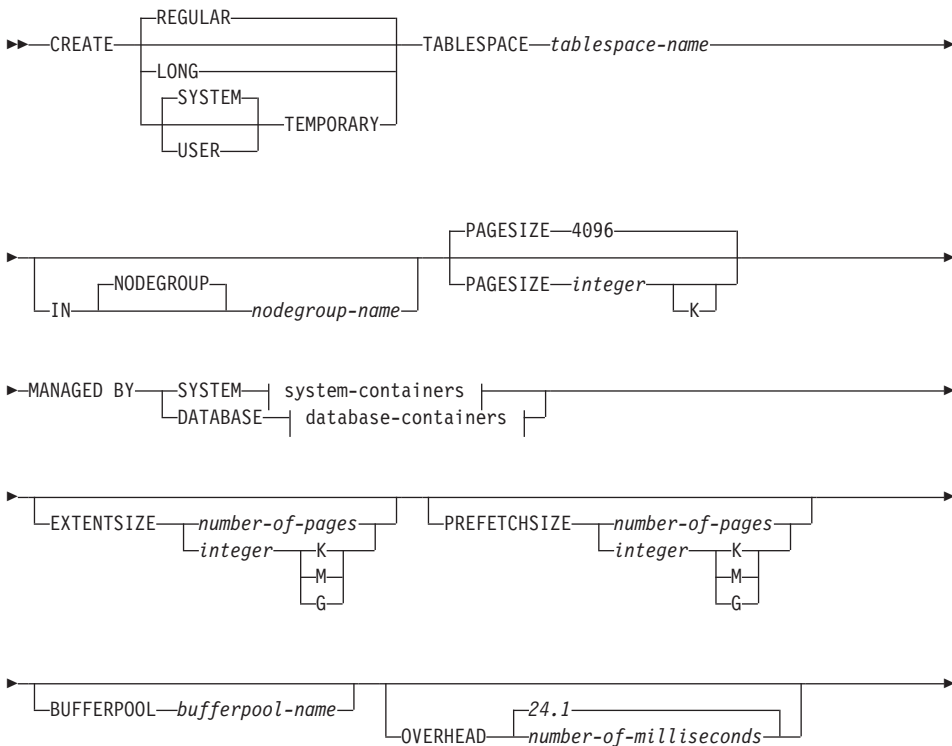 REGULAR
CREATE TABLESPACE tablespace-name
LONG
SYSTEM
TEMPORARY
USER
PAGESIZE 4096
NODEGROUP PAGESIZE integer
IN nodegroup-name K
MANAGED BY SYSTEM system-containers
DATABASE database-containers
EXTENTSIZE number-of-pages PREFETCHSIZE number-of-pages
integer K integer K
M M
G G
BUFFERPOOL bufferpool-name 24.1
OVERHEAD number-of-milliseconds